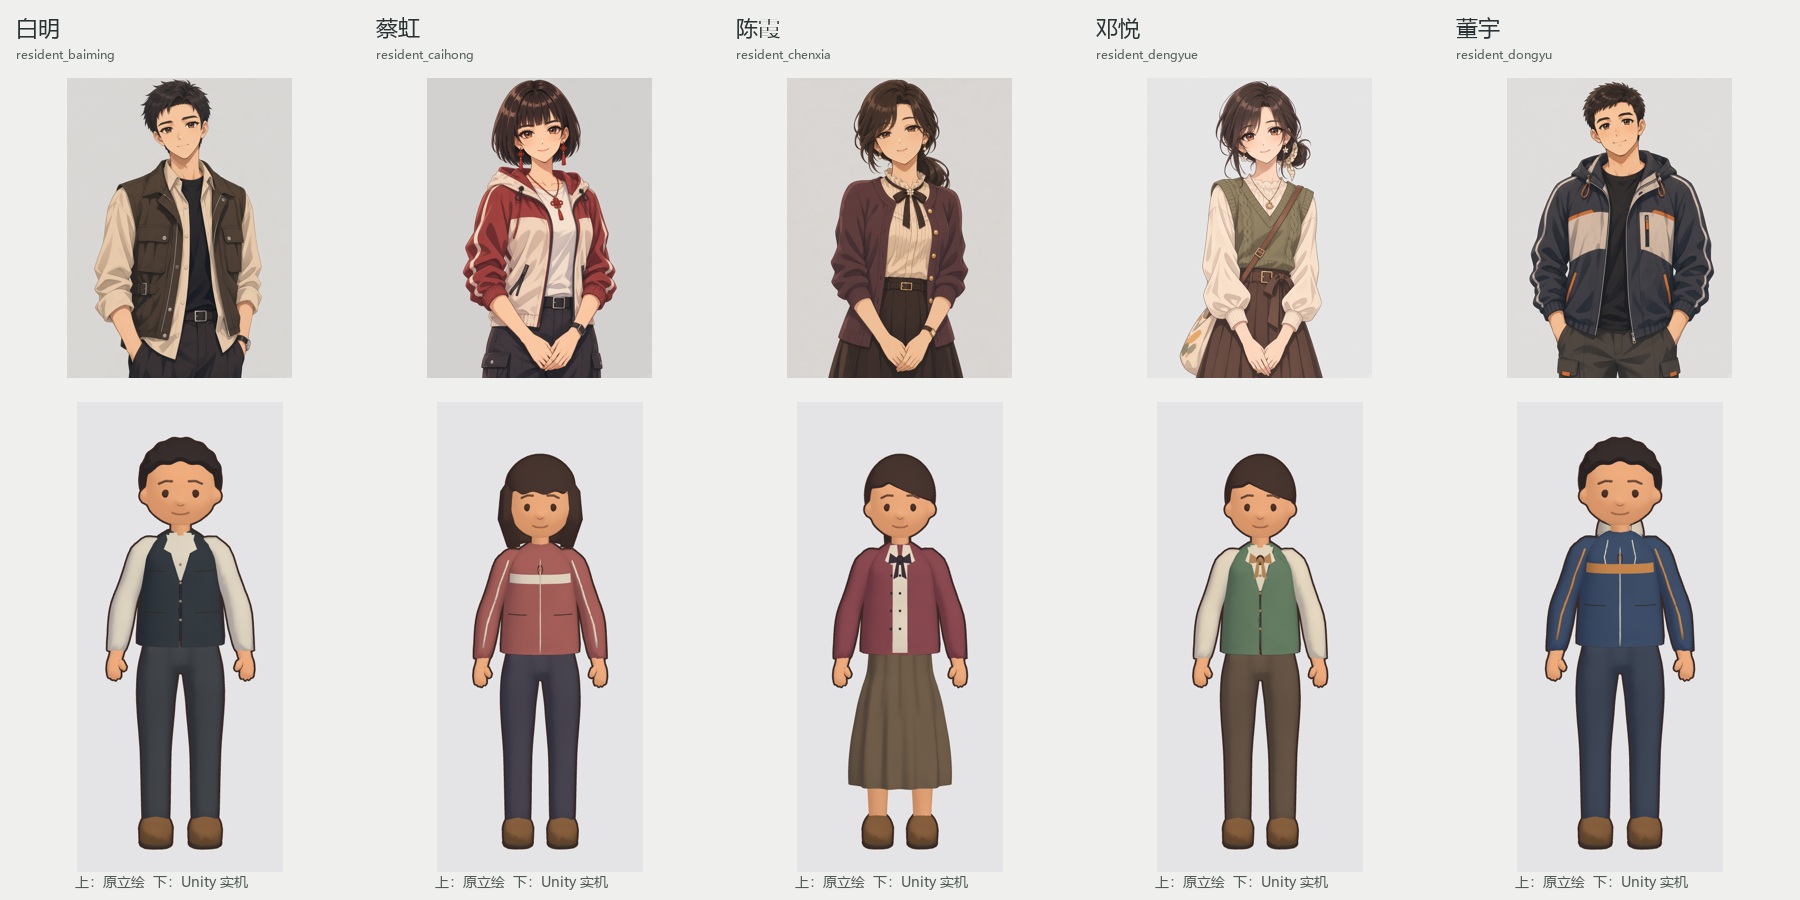 白明
resident_baiming
蔡虹
resident_caihong
陈霞
resident_chenxia
邓悦
resident_dengyue
董宇
resident_dongyu
上：原立绘 下：Unity 实机
上：原立绘 下：Unity 实机
上：原立绘 下：Unity 实机
上：原立绘 下：Unity 实机
上：原立绘 下：Unity 实机